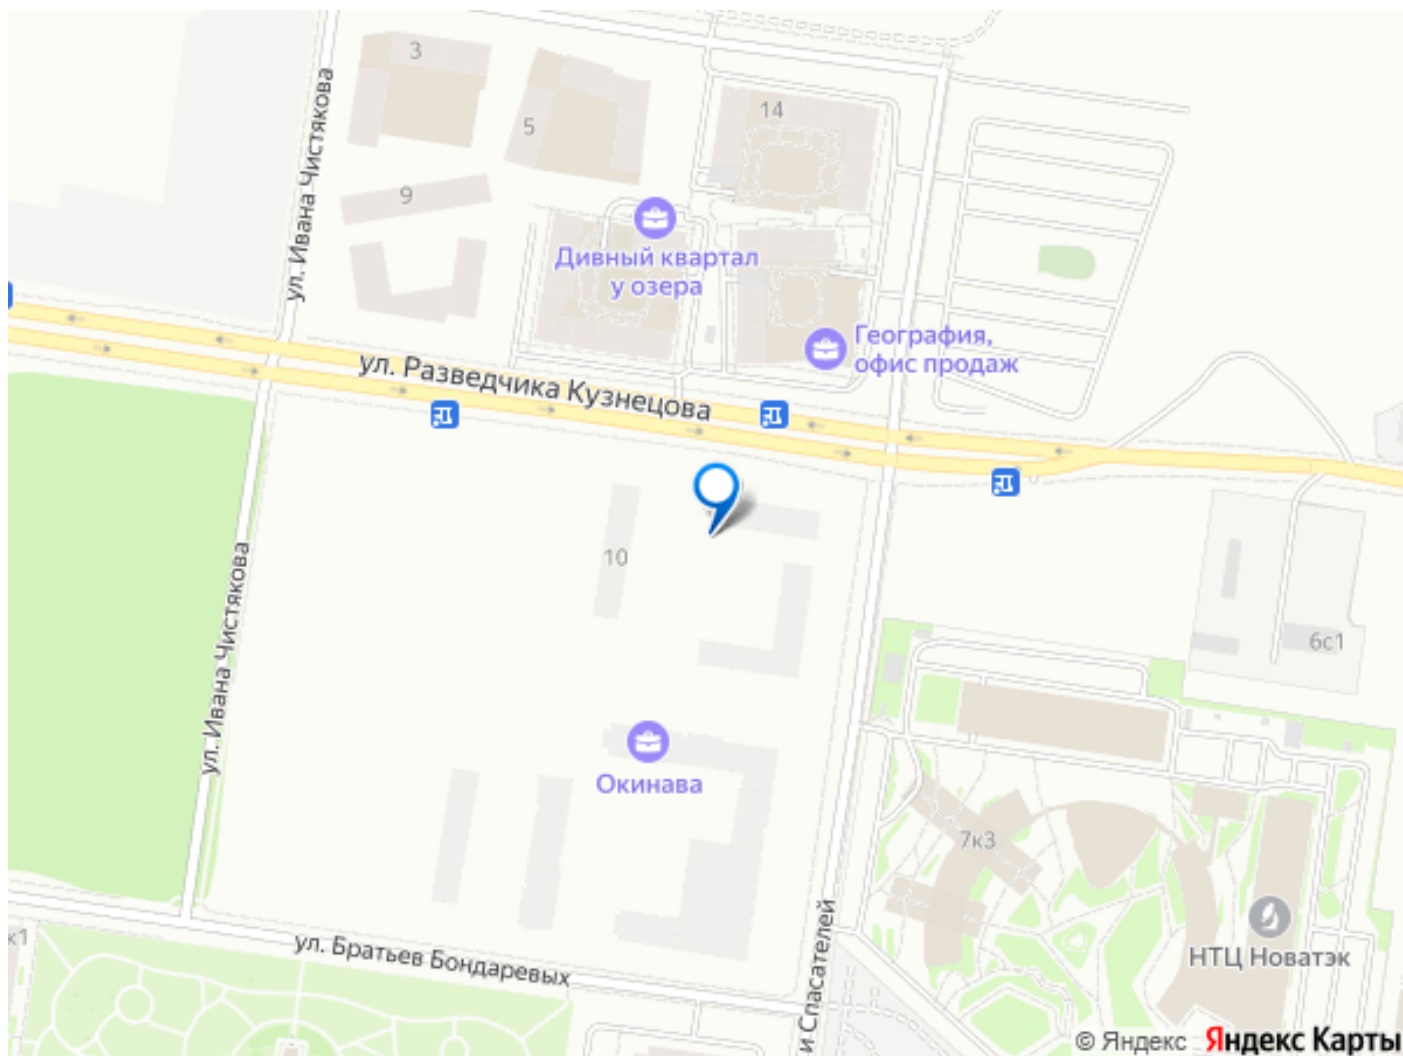 3
5
14
9
ул. Ивана Чистякова
Дивный квартал
у озера
География,
офис продаж
ул. Разведчика Кузнецова
10
6с1
ул. Ивана Чистякова
Окинава
7к3
НТЦ Новатэк
к1
ул. Братьев Бондаревых
и Спасателей
© Яндекс Яндекс Карты